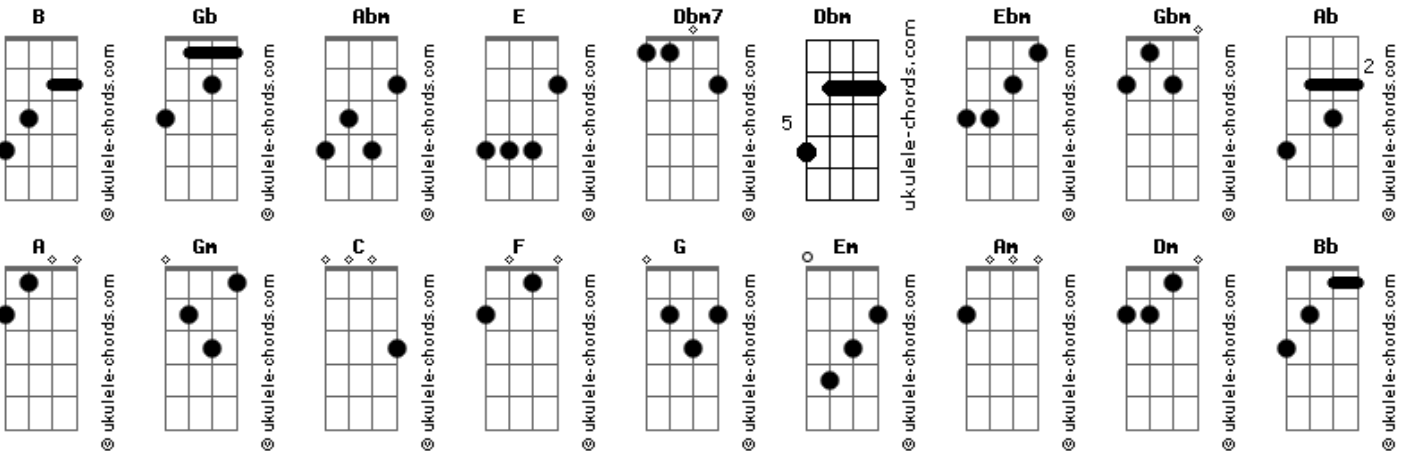 B Gb Abm E Dbm7 Dbm Ebm Gbm Ab
© ukulele-chords.com © ukulele-chords.com © ukulele-chords.com © ukulele-chords.com © ukulele-chords.com 5 ukulele-chords.com © ukulele-chords.com © ukulele-chords.com 2 © ukulele-chords.com
A Gm C F G Em Am Dm Bb
© ukulele-chords.com © ukulele-chords.com © ukulele-chords.com © ukulele-chords.com © ukulele-chords.com © ukulele-chords.com © ukulele-chords.com © ukulele-chords.com © ukulele-chords.com